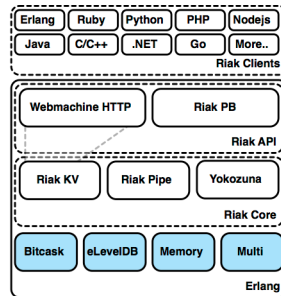 Erlang Ruby Python PHP Nodejs
Java C/C++ .NET Go More..
Riak Clients
Webmachine HTTP Riak PB
Riak API
Riak KV Riak Pipe Yokozuna
Riak Core
Bitcask eLevelDB Memory Multi
Erlang